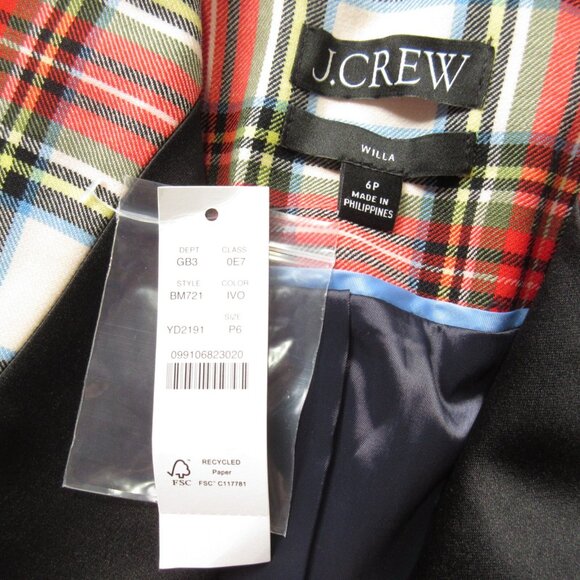 J.CREW
WILLA
6P
MADE IN
PHILIPPINES
DEPT CLASS
GB3 0E7
STYLE COLOR
BM721 IVO
SIZE
YD2191 P6
099106823020
FSC
RECYCLED
Paper
FSC® C117781